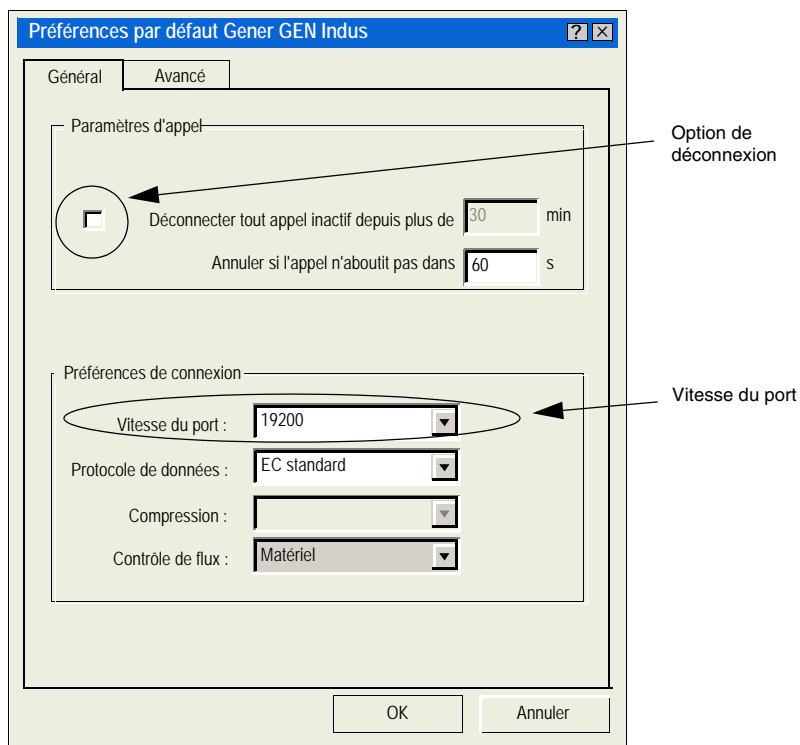 Préférences par défaut Gener GEN Indus
Général
Avancé
Paramètres d'appel
Option de
déconnexion
Déconnecter tout appel inactif depuis plus de 30 min
Annuler si l'appel n'aboutit pas dans 60 s
Préférences de connexion
Vitesse du port
Vitesse du port : 19200
Protocole de données : EC standard
Compression :
Contrôle de flux : Matériel
OK
Annuler